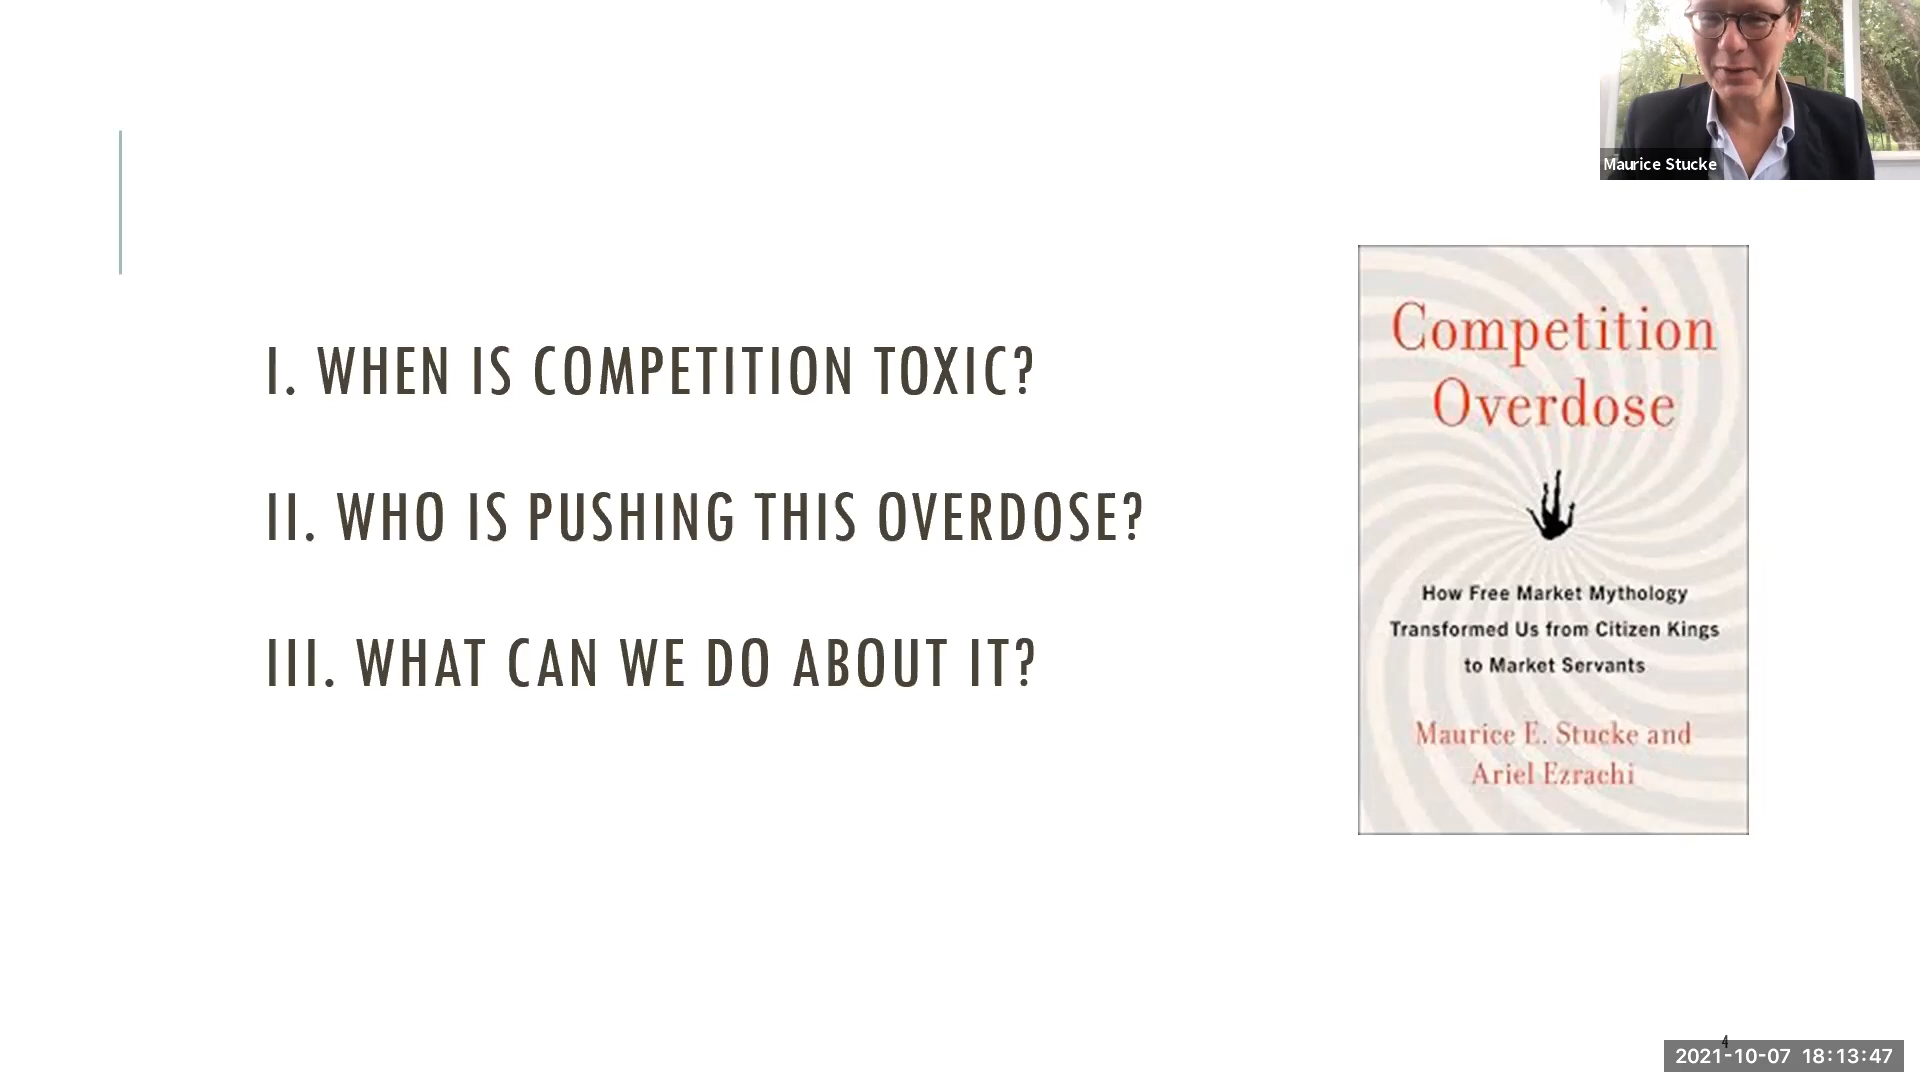 Maurice Stucke
I. WHEN IS COMPETITION TOXIC?
II. WHO IS PUSHING THIS OVERDOSE?
III. WHAT CAN WE DO ABOUT IT?
Competition
Overdose
How Free Market Mythology
Transformed Us from Citizen Kings
to Market Servants
Maurice E. Stucke and
Ariel Ezrachi
4
2021-10-07 18:13:47